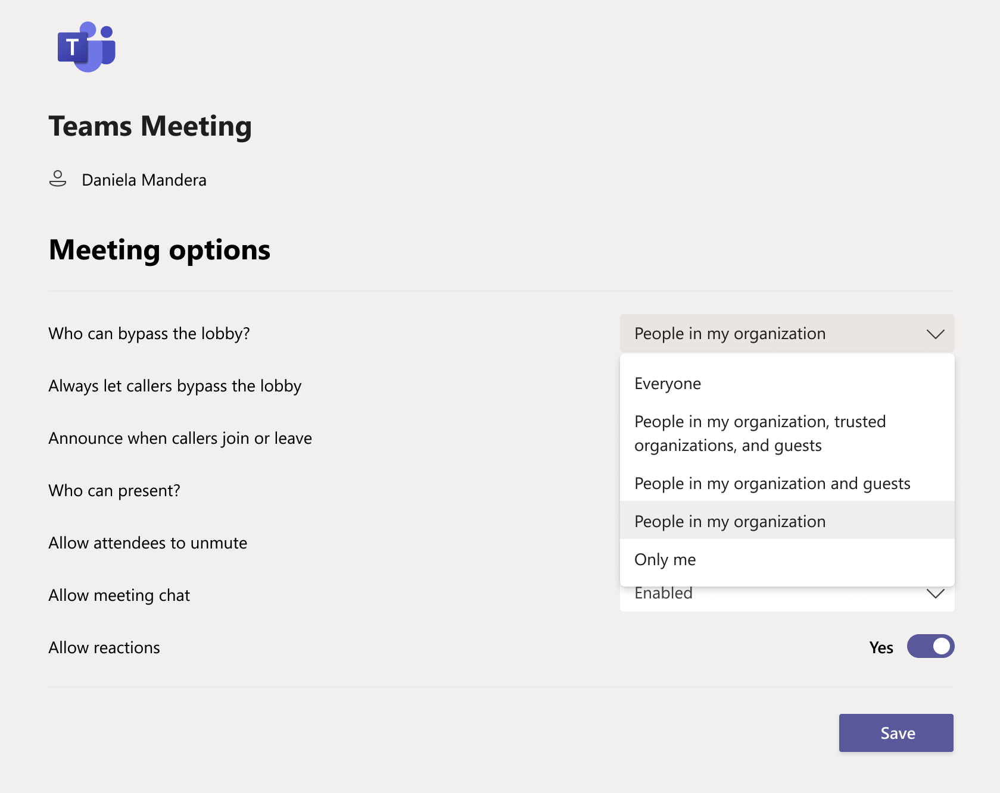 T
Teams Meeting
Daniela Mandera
Meeting options
Who can bypass the lobby?
People in my organization
Everyone
Always let callers bypass the lobby
People in my organization, trusted
organizations, and guests
Announce when callers join or leave
People in my organization and guests
Who can present?
People in my organization
Allow attendees to unmute
Only me
Allow meeting chat
Enabled
Allow reactions
Yes
Save